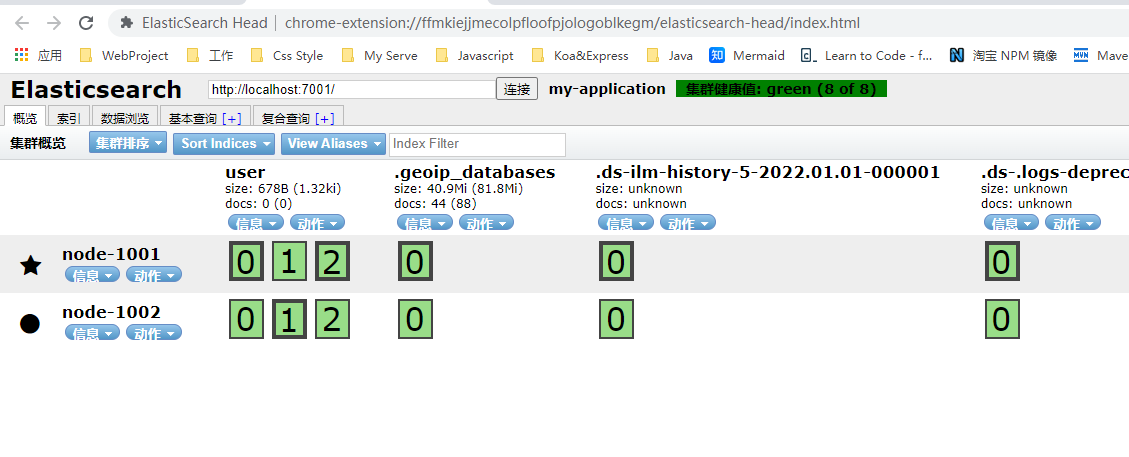 ElasticSearch Head | chrome-extension://ffmkiejjmecolpfloofpjologoblkegm/elasticsearch-head/index.html
应用 WebProject 工作 Css Style My Serve Javascript Koa&Express Java 知 Mermaid C_ Learn to Code - f... N 淘宝 NPM 镜像 MVN Mave
Elasticsearch http://localhost:7001/ 连接 my-application 集群健康值: green (8 of 8)
概览 索引 数据浏览 基本查询 [+] 复合查询 [+]
集群概览 集群排序 Sort Indices View Aliases Index Filter
user .geoip_databases .ds-ilm-history-5-2022.01.01-000001 .ds-.logs-deprec
size: 678B (1.32ki) size: 40.9Mi (81.8Mi) size: unknown size: unknown
docs: 0 (0) docs: 44 (88) docs: unknown docs: unknown
信息 动作 信息 动作 信息 动作 信息 动作
node-1001 0 1 2 0 0 0
信息 动作
node-1002 0 1 2 0 0 0
信息 动作